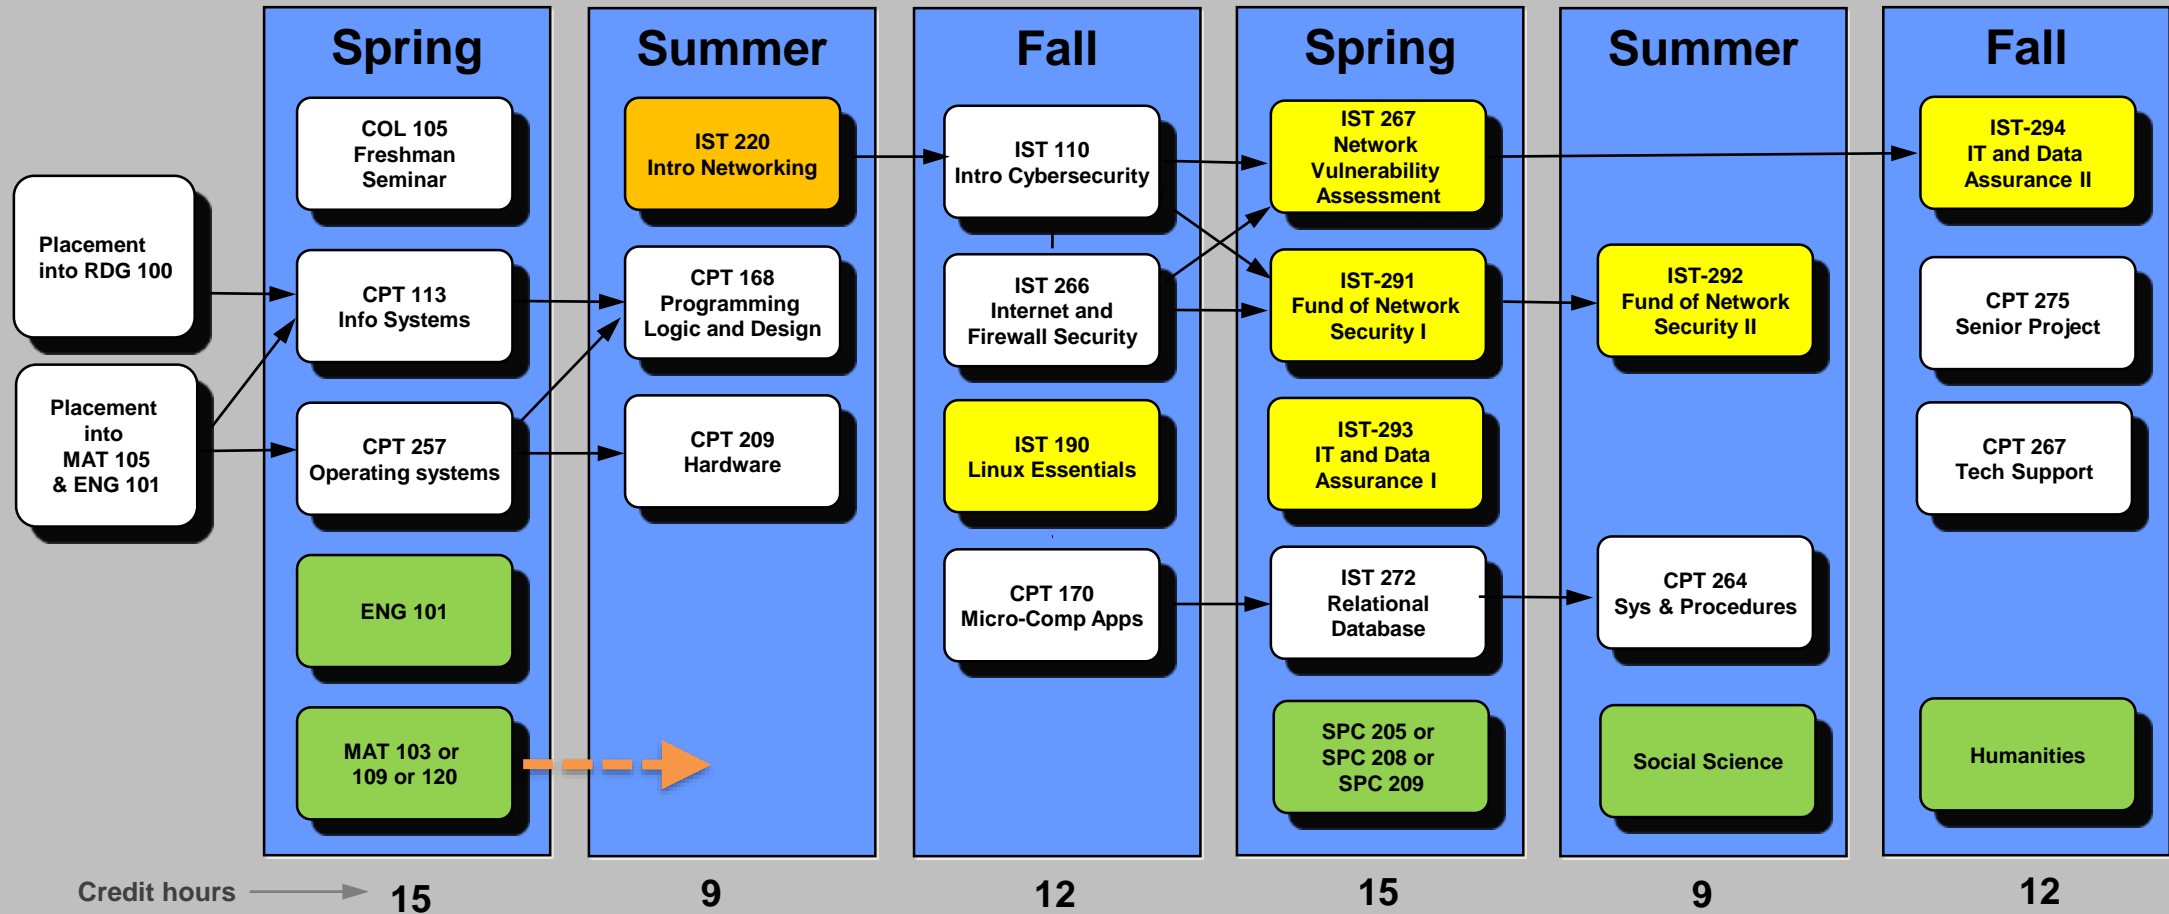 Placement
into RDG 100
Placement
into
MAT 105
& ENG 101
Spring
COL 105
Freshman
Seminar
CPT 113
Info Systems
CPT 257
Operating systems
ENG 101
MAT 103 or
109 or 120
Summer
IST 220
Intro Networking
CPT 168
Programming
Logic and Design
CPT 209
Hardware
Fall
IST 110
Intro Cybersecurity
IST 266
Internet and
Firewall Security
IST 190
Linux Essentials
CPT 170
Micro-Comp Apps
Spring
IST 267
Network
Vulnerability
Assessment
IST-291
Fund of Network
Security I
IST-293
IT and Data
Assurance I
IST 272
Relational
Database
SPC 205 or
SPC 208 or
SPC 209
Summer
IST-292
Fund of Network
Security II
CPT 264
Sys & Procedures
Social Science
Fall
IST-294
IT and Data
Assurance II
CPT 275
Senior Project
CPT 267
Tech Support
Humanities
Credit hours 15 9 12 15 9 12